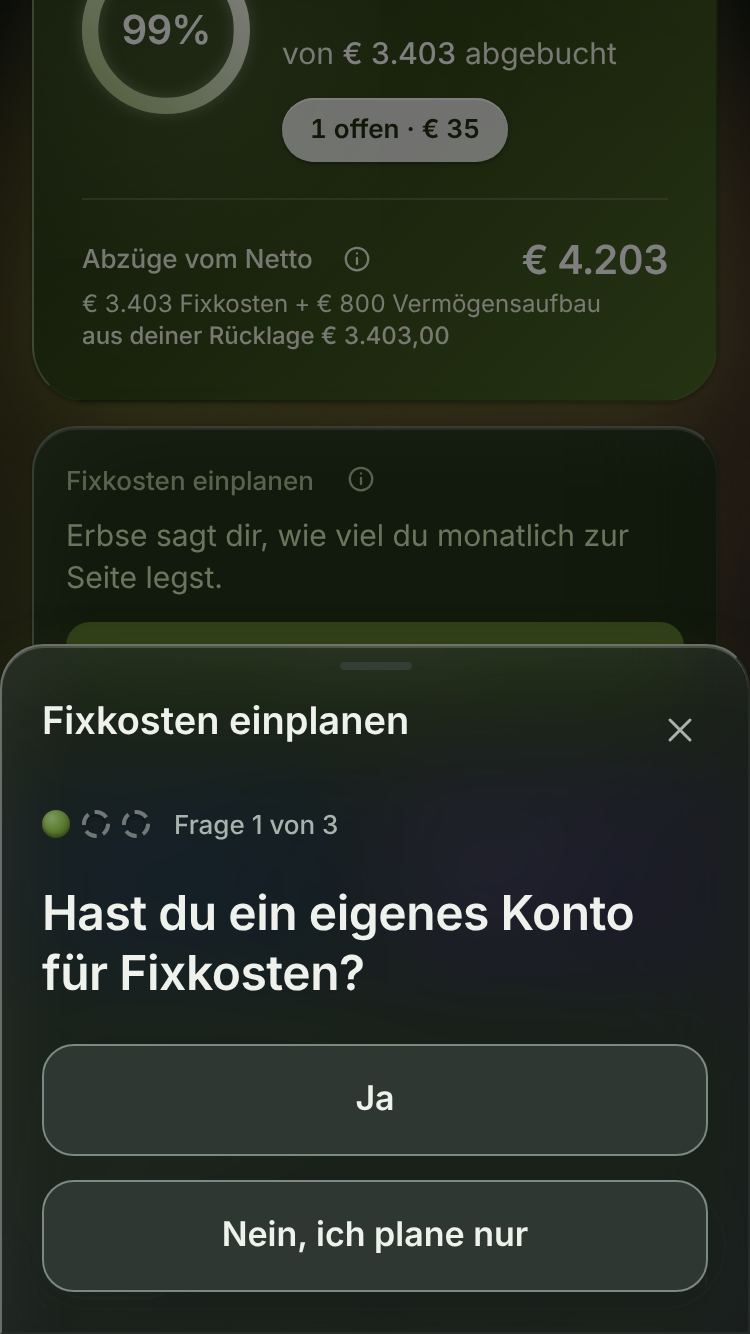 99%
von € 3.403 abgebucht
1 offen · € 35
Abzüge vom Netto
€ 4.203
€ 3.403 Fixkosten + € 800 Vermögensaufbau
aus deiner Rücklage € 3.403,00
Fixkosten einplanen
Erbse sagt dir, wie viel du monatlich zur
Seite legst.
Fixkosten einplanen
Frage 1 von 3
Hast du ein eigenes Konto
für Fixkosten?
Ja
Nein, ich plane nur